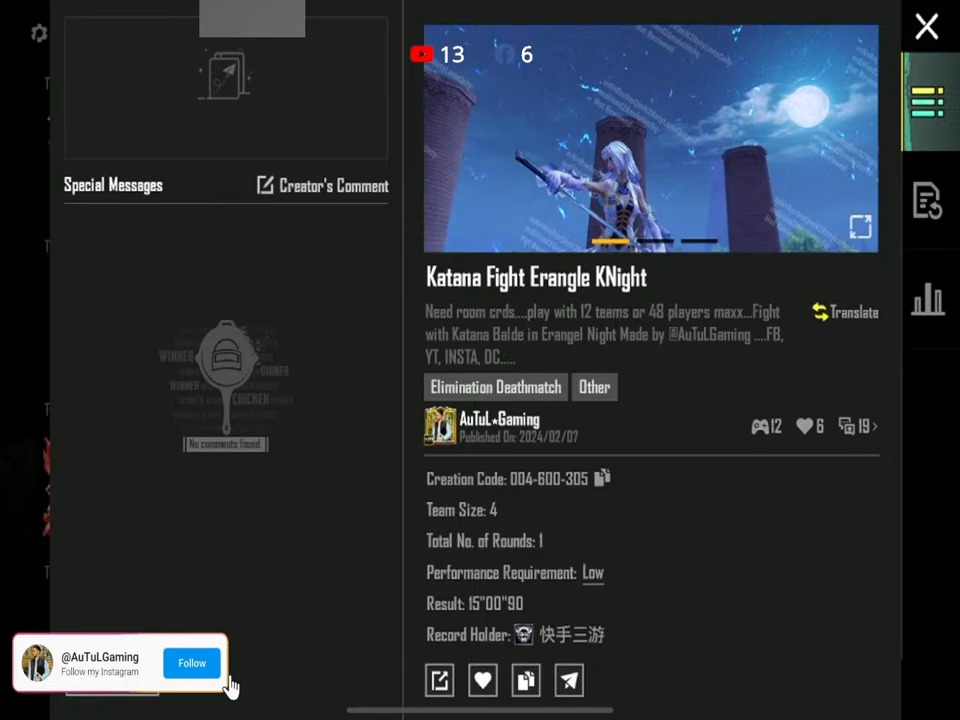 13 6
Special Messages
Creator's Comment
WINNER
WINNER
CHICKEN
DINNER
No comments found.
Katana Fight Erangle KNight
Need room crds....play with 12 teams or 48 players maxx...Fight
with Katana Balde in Erangel Night Made by @AuTuLGaming ....FB,
YT, INSTA, DC.....
Translate
Elimination Deathmatch Other
AuTuL★Gaming
Published On: 2024/02/07
12 6 19>
Creation Code: 004-600-305
Team Size: 4
Total No. of Rounds: 1
Performance Requirement: Low
Result: 15"00"90
Record Holder: 快手三游
@AuTuLGaming
Follow my Instagram
Follow